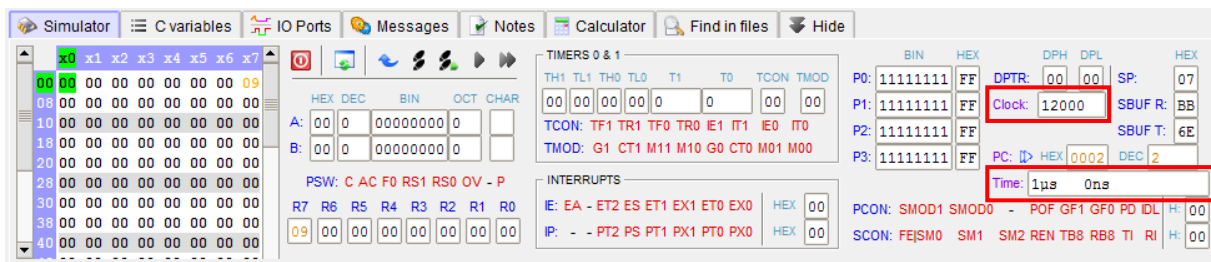 Simulator C variables IO Ports Messages Notes Calculator Find in files Hide
x0 x1 x2 x3 x4 x5 x6 x7
00 00 00 00 00 00 00 00 09
08 00 00 00 00 00 00 00 00
10 00 00 00 00 00 00 00 00
18 00 00 00 00 00 00 00 00
20 00 00 00 00 00 00 00 00
28 00 00 00 00 00 00 00 00
30 00 00 00 00 00 00 00 00
38 00 00 00 00 00 00 00 00
40 00 00 00 00 00 00 00 00
HEX DEC BIN OCT CHAR
A: 00 0 00000000 0
B: 00 0 00000000 0
PSW: C AC F0 RS1 RS0 OV - P
R7 R6 R5 R4 R3 R2 R1 R0
09 00 00 00 00 00 00 00
TIMERS 0 & 1
TH1 TL1 TH0 TL0 T1 T0 TCON TMOD
00 00 00 00 0 0 00 00
TCON: TF1 TR1 TF0 TR0 IE1 IT1 IE0 IT0
TMOD: G1 CT1 M11 M10 G0 CT0 M01 M00
INTERRUPTS
IE: EA - ET2 ES ET1 EX1 ET0 EX0 HEX 00
IP: - - PT2 PS PT1 PX1 PT0 PX0 HEX 00
BIN HEX DPH DPL HEX
P0: 11111111 FF DPTR: 00 00 SP: 07
P1: 11111111 FF Clock: 12000 SBUF R: BB
P2: 11111111 FF SBUF T: 6E
P3: 11111111 FF PC: HEX 0002 DEC 2
Time: 1µs 0ns
PCON: SMOD1 SMOD0 - POF GF1 GF0 PD IDL H: 00
SCON: FE|SM0 SM1 SM2 REN TB8 RB8 TI RI H: 00